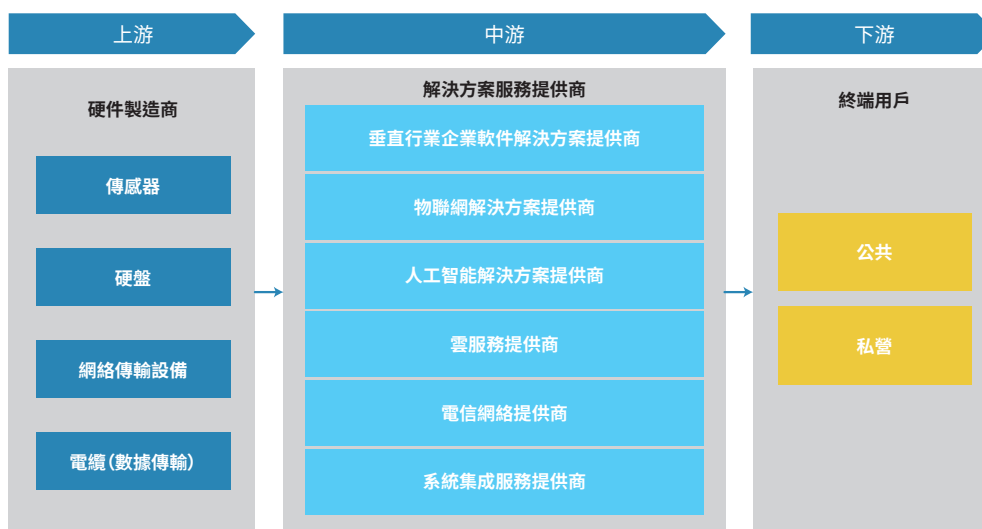 上游
中游
下游
硬件製造商
傳感器
硬盤
網絡傳輸設備
電纜(數據傳輸)
解決方案服務提供商
垂直行業企業軟件解決方案提供商
物聯網解決方案提供商
人工智能解決方案提供商
雲服務提供商
電信網絡提供商
系統集成服務提供商
終端用戶
公共
私營